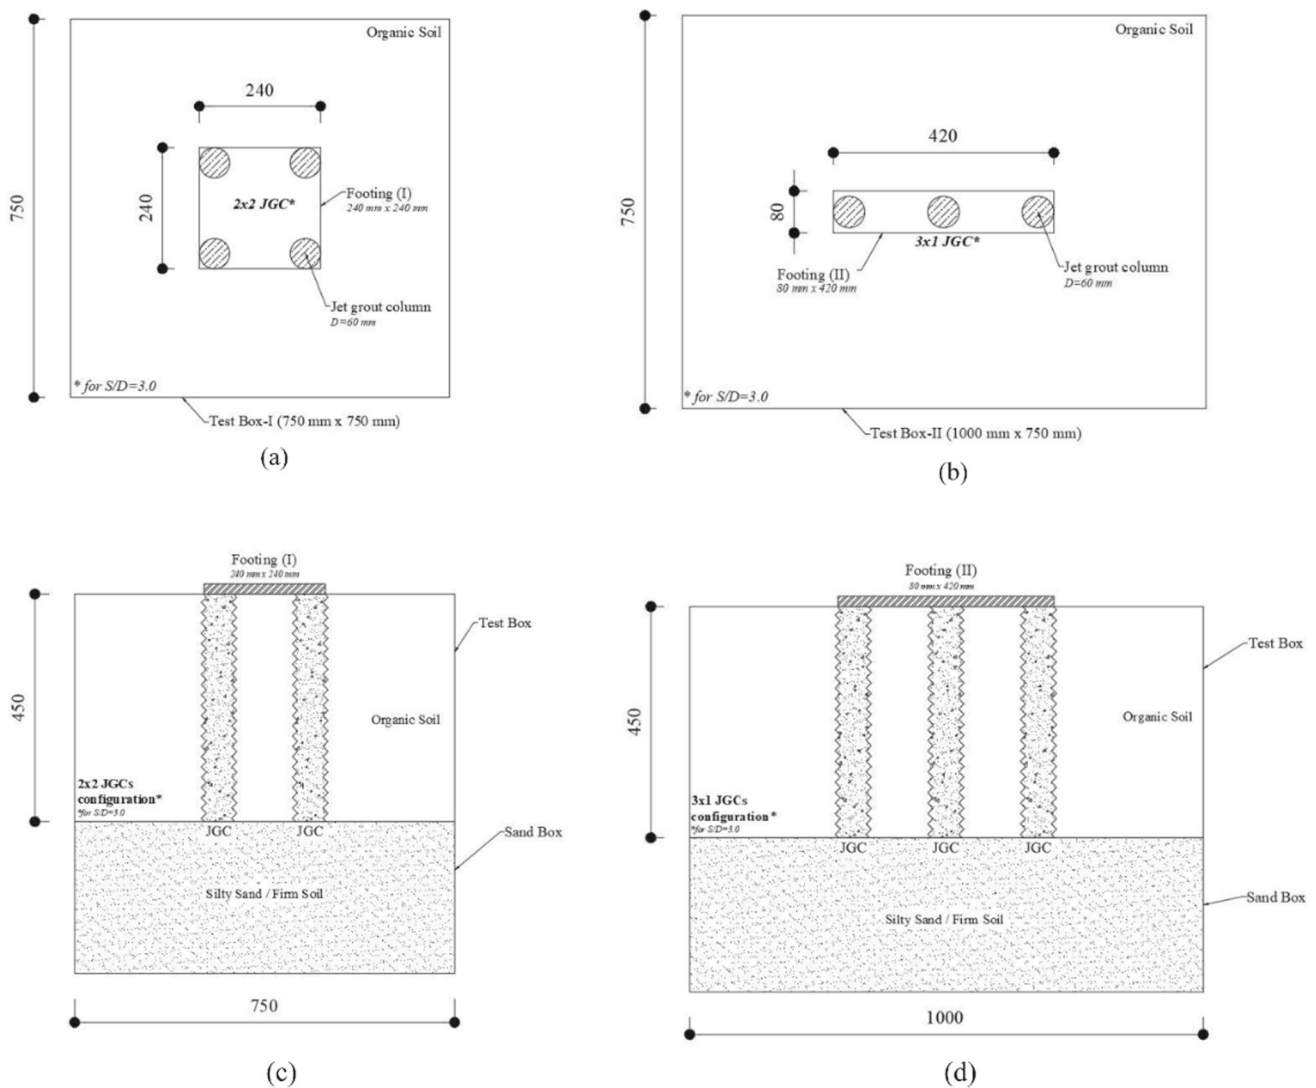 Organic Soil
240
750
240
2x2 JGC*
Footing (I)
240 mm x 240 mm
Jet grout column
D=60 mm
* for S/D=3.0
Test Box-I (750 mm x 750 mm)
(a)
Organic Soil
750
420
80
3x1 JGC*
Footing (II)
80 mm x 420 mm
Jet grout column
D=60 mm
* for S/D=3.0
Test Box-II (1000 mm x 750 mm)
(b)
Footing (I)
240 mm x 240 mm
Test Box
450
Organic Soil
2x2 JGCs
configuration*
*for S/D=3.0
JGC JGC
Sand Box
Silty Sand / Firm Soil
750
(c)
Footing (II)
80 mm x 420 mm
Test Box
450
Organic Soil
3x1 JGCs
configuration*
*for S/D=3.0
JGC JGC JGC
Sand Box
Silty Sand / Firm Soil
1000
(d)